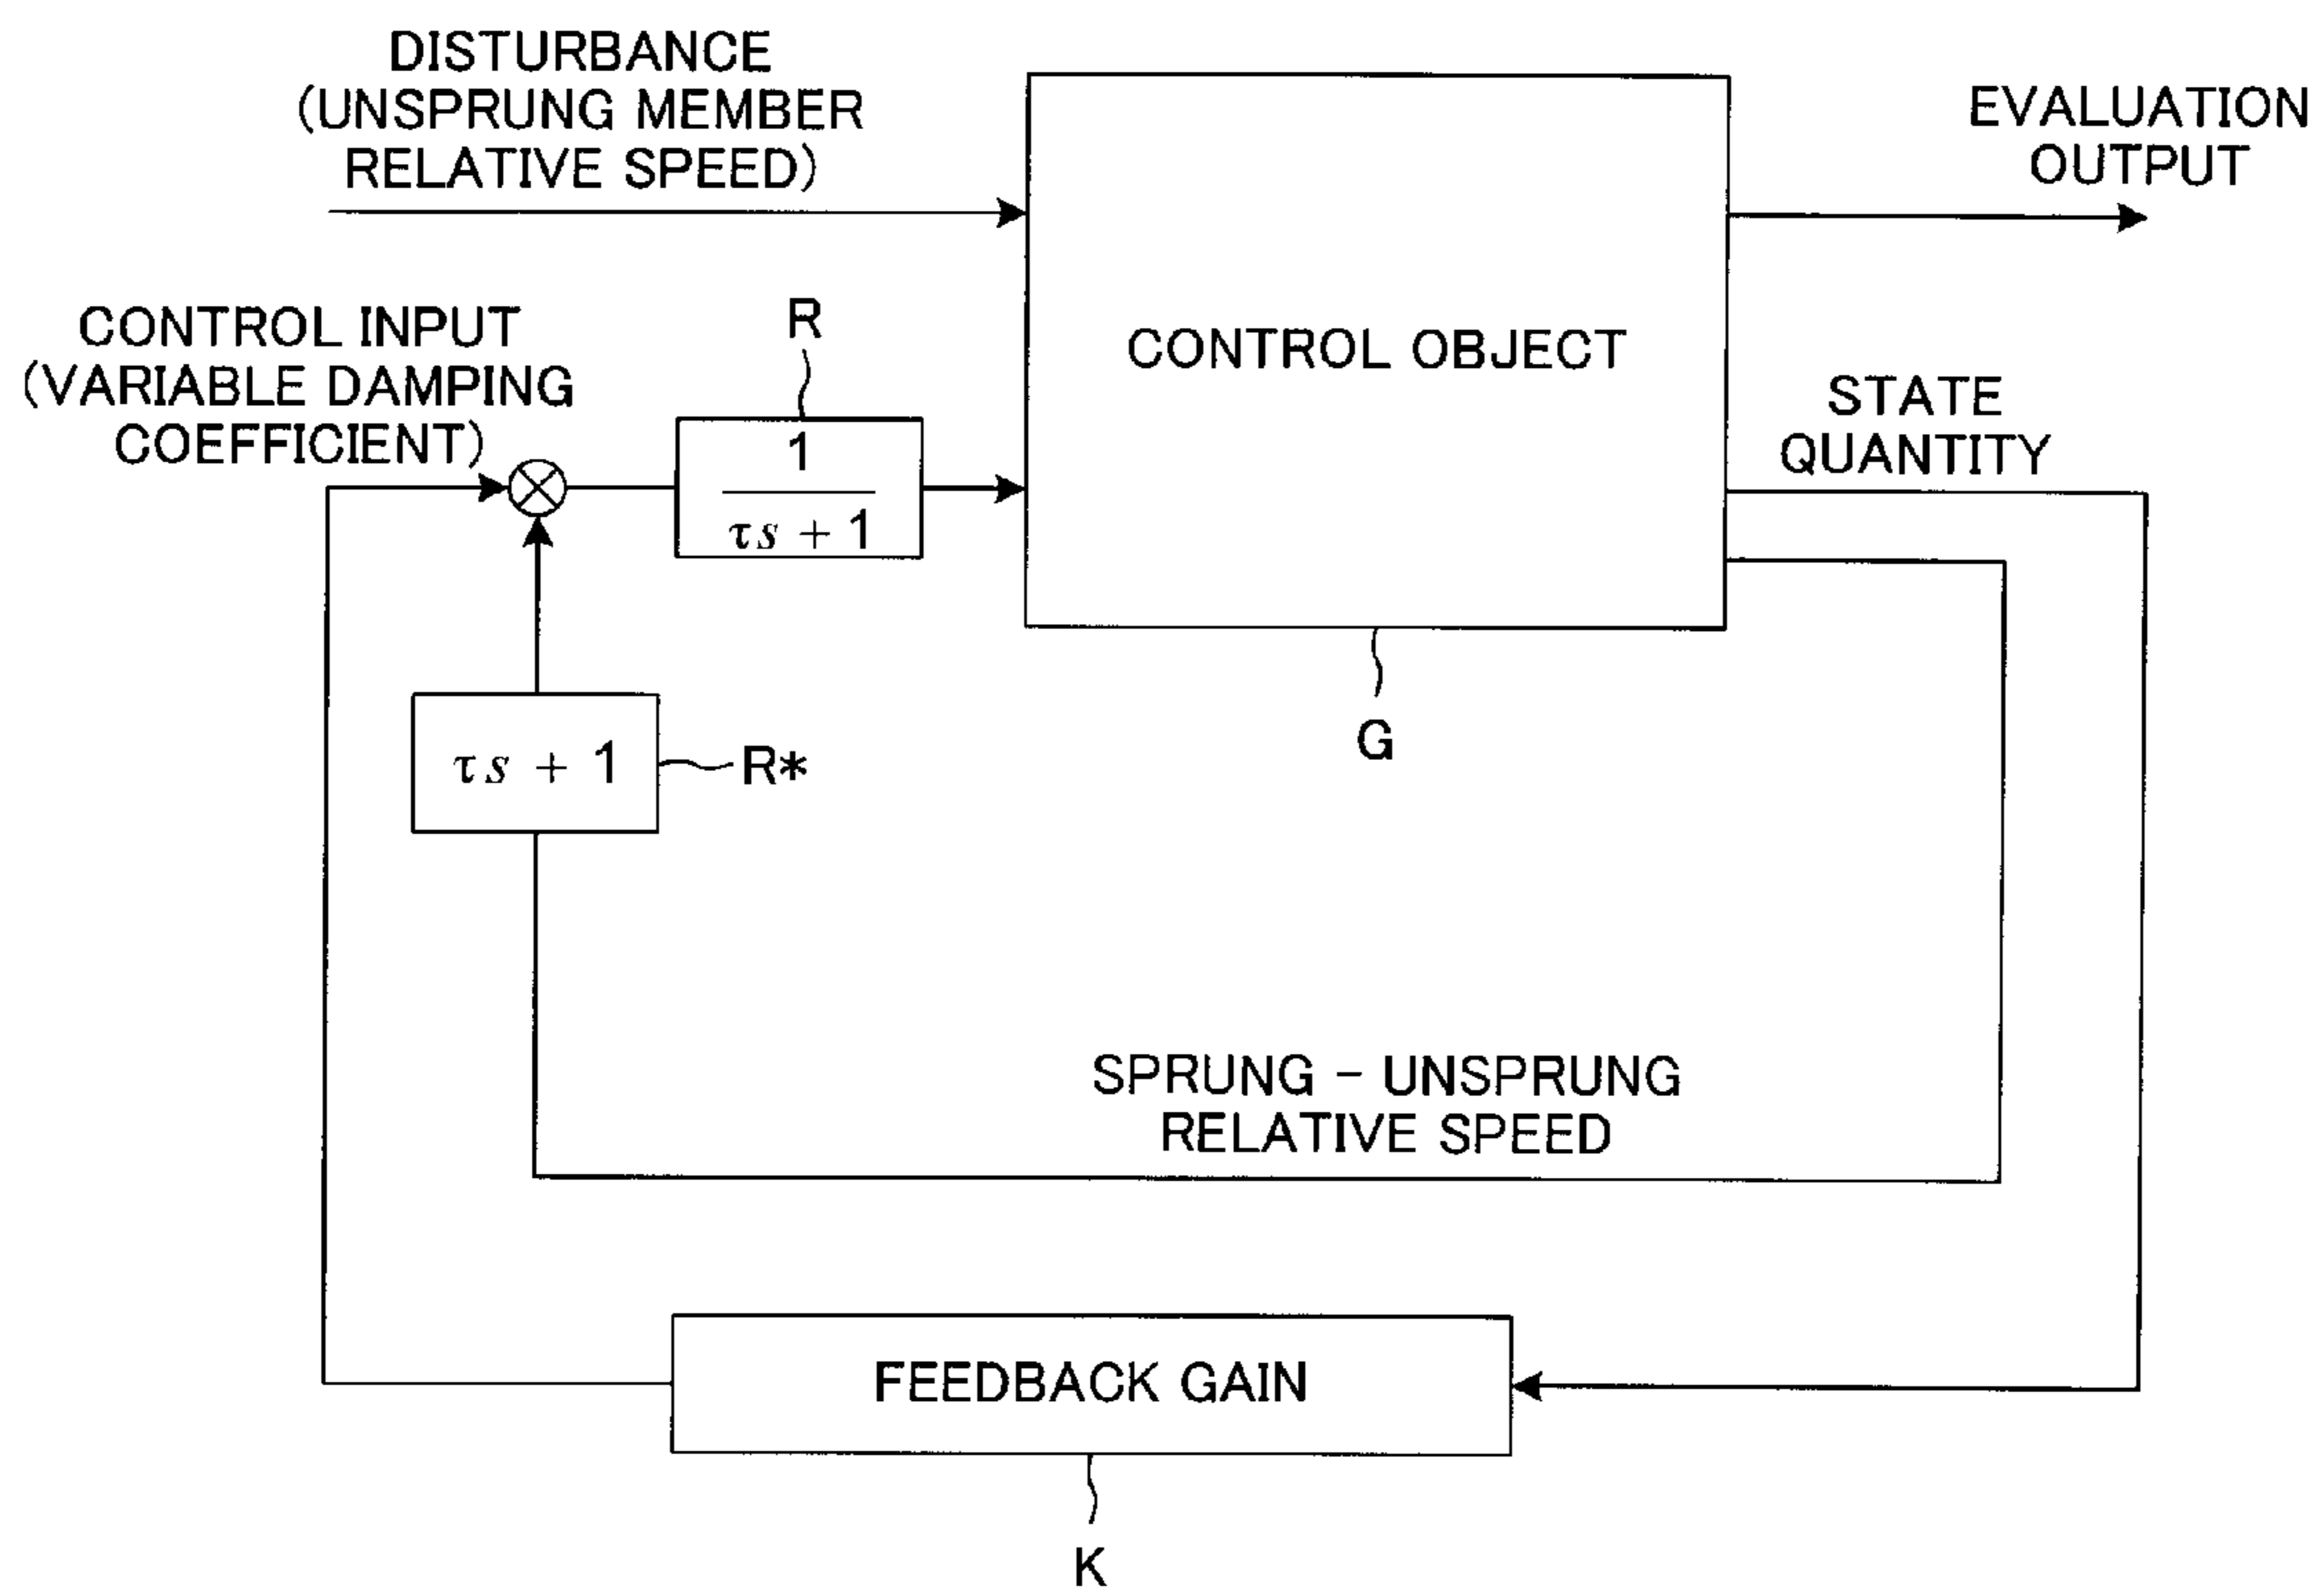 DISTURBANCE
(UNSPRUNG MEMBER
RELATIVE SPEED)
EVALUATION
OUTPUT
CONTROL INPUT
(VARIABLE DAMPING
COEFFICIENT)
R
1
τs + 1
CONTROL OBJECT
STATE
QUANTITY
G
τs + 1
R*
SPRUNG − UNSPRUNG
RELATIVE SPEED
FEEDBACK GAIN
K